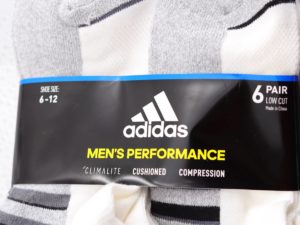 SHOE SIZE:
6-12
adidas
6 PAIR
LOW CUT
Made in China
MEN'S PERFORMANCE
CLIMALITE CUSHIONED COMPRESSION